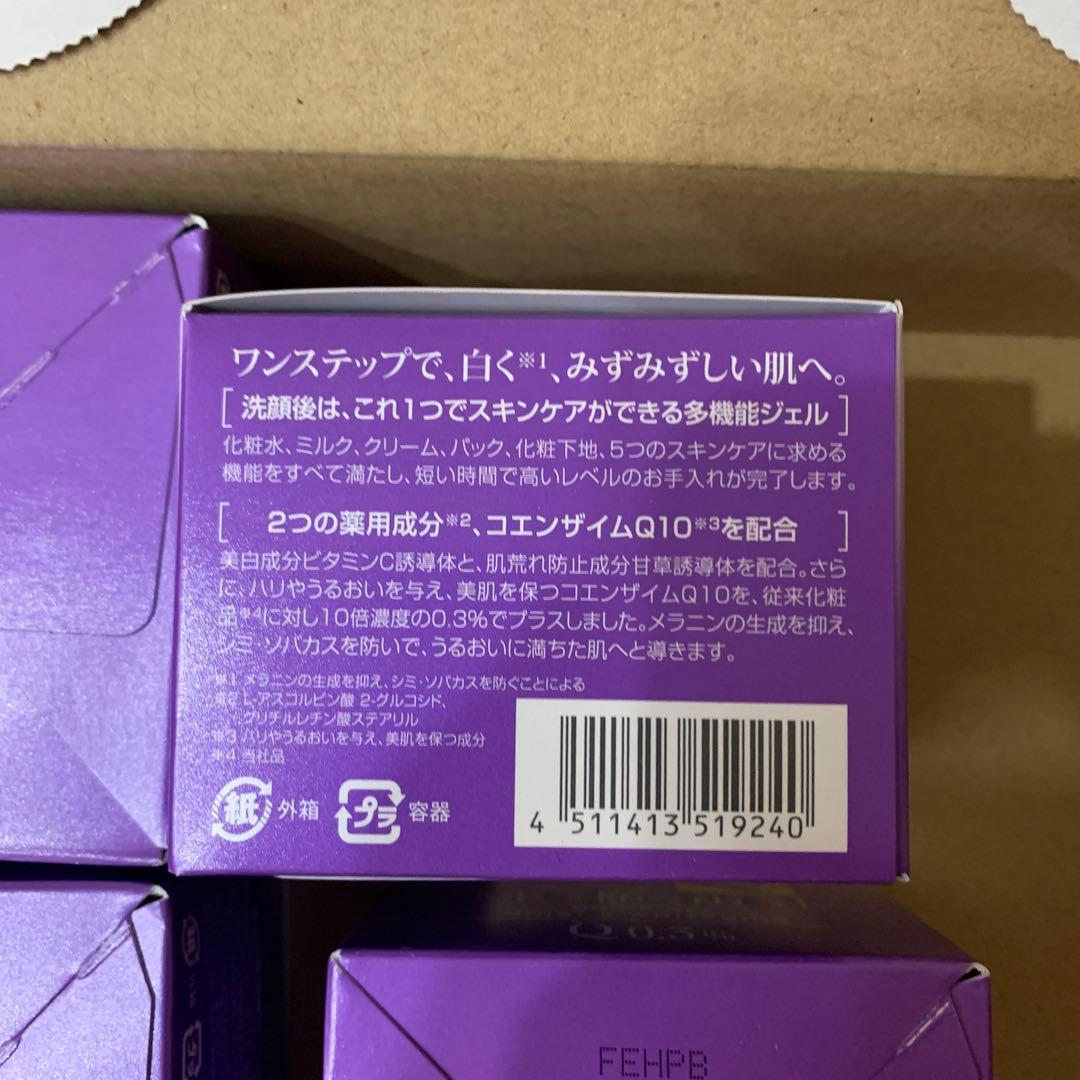 ワンステップで、白く※1、みずみずしい肌へ。
[ 洗顔後は、これ1つでスキンケアができる多機能ジェル ]
化粧水、ミルク、クリーム、パック、化粧下地、5つのスキンケアに求める
機能をすべて満たし、短い時間で高いレベルのお手入れが完了します。
[ 2つの薬用成分※2、コエンザイムQ10※3を配合 ]
美白成分ビタミンC誘導体と、肌荒れ防止成分甘草誘導体を配合。さら
に、ハリやうるおいを与え、美肌を保つコエンザイムQ10を、従来化粧
品※4に対し10倍濃度の0.3%でプラスしました。メラニンの生成を抑え、
シミ・ソバカスを防いで、うるおいに満ちた肌へと導きます。
※1 メラニンの生成を抑え、シミ・ソバカスを防ぐことによる
※2 L-アスコルビン酸 2-グルコシド、
グリチルレチン酸ステアリル
※3 ハリやうるおいを与え、美肌を保つ成分
※4 当社品
紙 外箱 プラ 容器
4 511413 519240
FEHPB